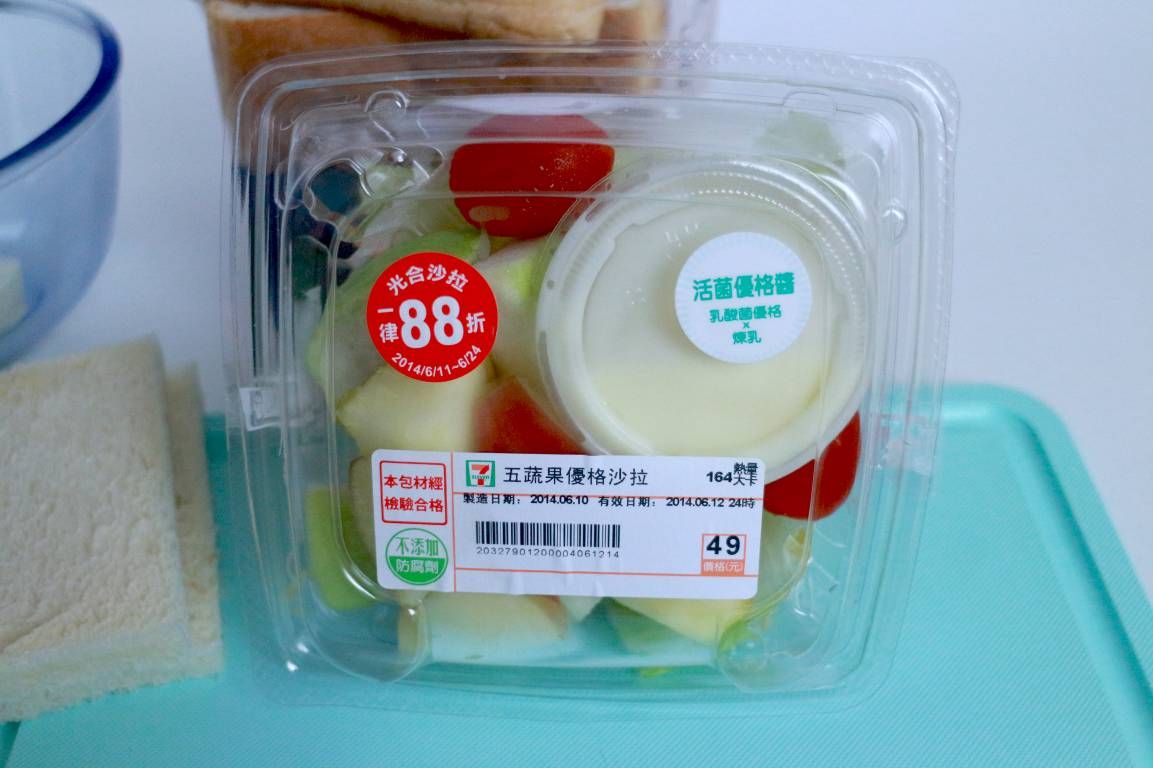 光合沙拉
一律88折
2014/6/11~6/24
活菌優格醬
乳酸菌優格
×
煉乳
本包材經
檢驗合格
不添加
防腐劑
7 ELEVEN
五蔬果優格沙拉
164
熱量
大卡
製造日期: 2014.06.10 有效日期: 2014.06.12 24時
20327901200004061214
49
價格(元)